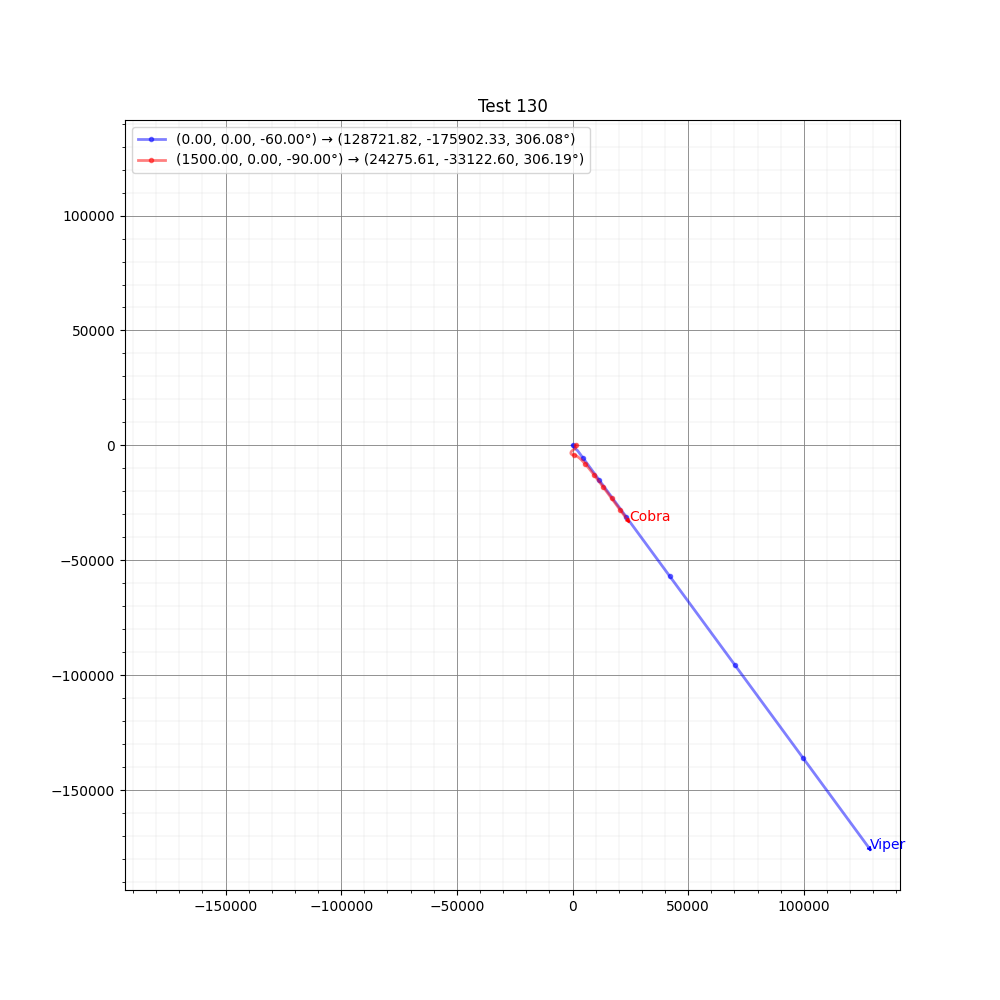 Test 130
(0.00, 0.00, -60.00°) → (128721.82, -175902.33, 306.08°)
(1500.00, 0.00, -90.00°) → (24275.61, -33122.60, 306.19°)
100000
50000
0
−50000
−100000
−150000
Cobra
Viper
−150000 −100000 −50000 0 50000 100000